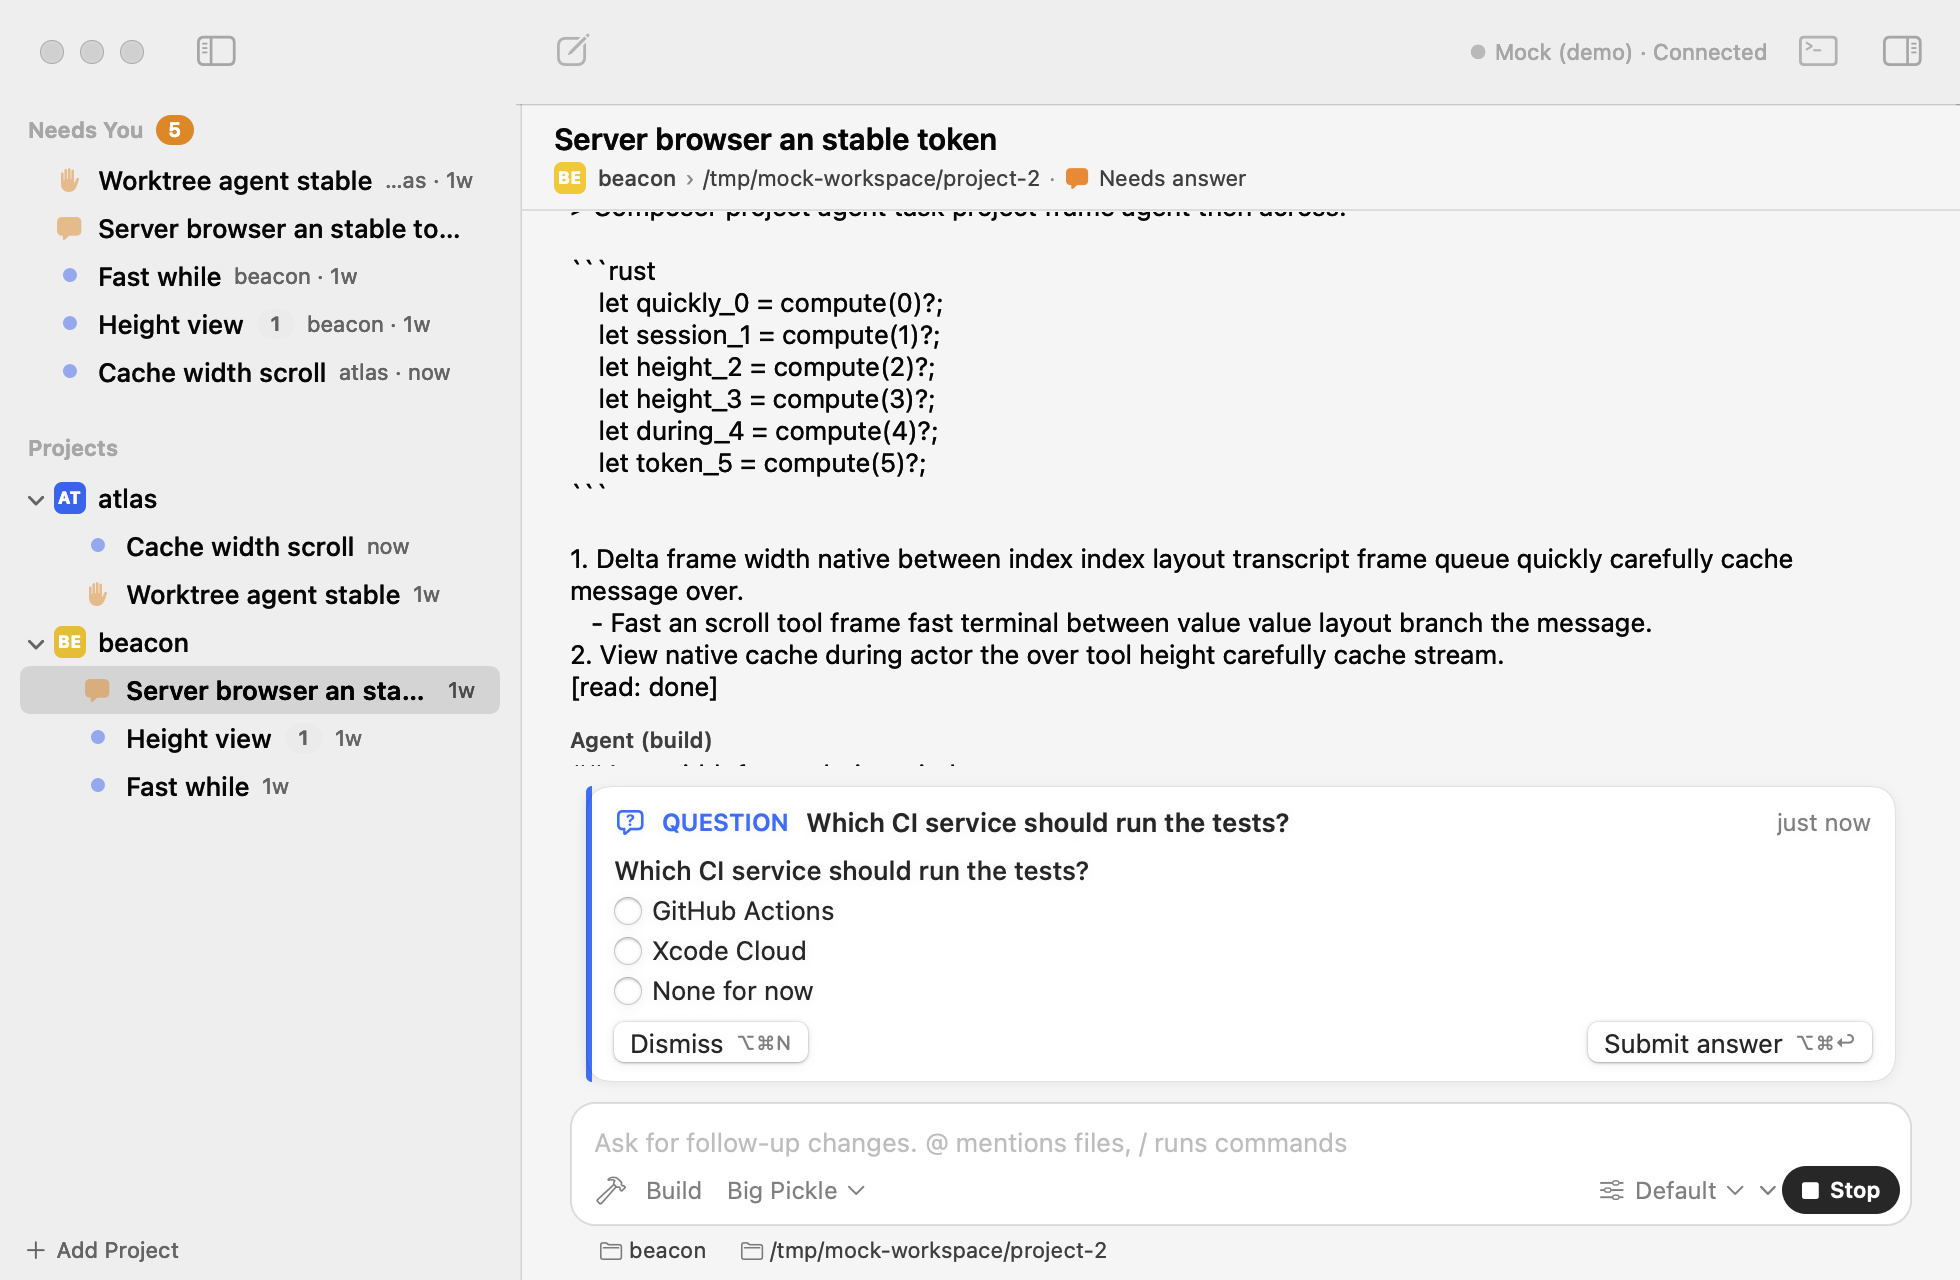 Mock (demo) · Connected
Needs You 5
Worktree agent stable ...as · 1w
Server browser an stable to...
Fast while beacon · 1w
Height view 1 beacon · 1w
Cache width scroll atlas · now
Projects
AT atlas
Cache width scroll now
Worktree agent stable 1w
BE beacon
Server browser an sta... 1w
Height view 1 1w
Fast while 1w
+ Add Project
Server browser an stable token
BE beacon › /tmp/mock-workspace/project-2 · Needs answer
> Composer project agent task project frame agent then across.
```rust
let quickly_0 = compute(0)?;
let session_1 = compute(1)?;
let height_2 = compute(2)?;
let height_3 = compute(3)?;
let during_4 = compute(4)?;
let token_5 = compute(5)?;
```
1. Delta frame width native between index index layout transcript frame queue quickly carefully cache
message over.
- Fast an scroll tool frame fast terminal between value value layout branch the message.
2. View native cache during actor the over tool height carefully cache stream.
[read: done]
Agent (build)
QUESTION Which CI service should run the tests? just now
Which CI service should run the tests?
GitHub Actions
Xcode Cloud
None for now
Dismiss ⌥⌘N
Submit answer ⌥⌘↩
Ask for follow-up changes. @ mentions files, / runs commands
Build Big Pickle Default Stop
beacon /tmp/mock-workspace/project-2